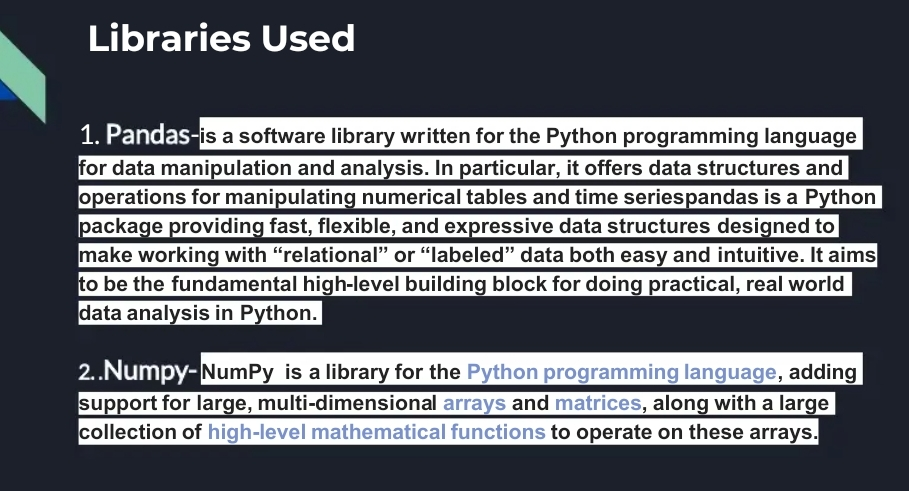 Libraries Used
1. Pandas-is a software library written for the Python programming language
for data manipulation and analysis. In particular, it offers data structures and
operations for manipulating numerical tables and time seriespandas is a Python
package providing fast, flexible, and expressive data structures designed to
make working with “relational” or “labeled” data both easy and intuitive. It aims
to be the fundamental high-level building block for doing practical, real world
data analysis in Python.
2. .Numpy- NumPy  is a library for the Python programming language, adding
support for large, multi-dimensional arrays and matrices, along with a large
collection of high-level mathematical functions to operate on these arrays.